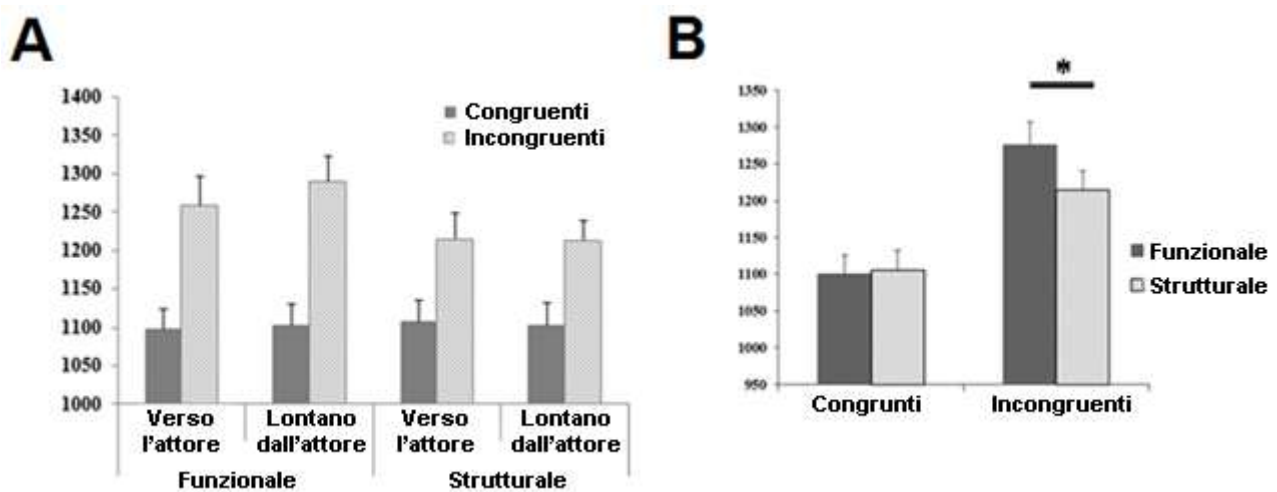 A
1400
1350
1300
1250
1200
1150
1100
1050
1000
Congruenti
Incongruenti
Verso
l'attore
Lontano
dall'attore
Verso
l'attore
Lontano
dall'attore
Funzionale
Strutturale
B
*
1350
1300
1250
1200
1150
1100
1050
1000
950
Funzionale
Strutturale
Congrunti
Incongruenti